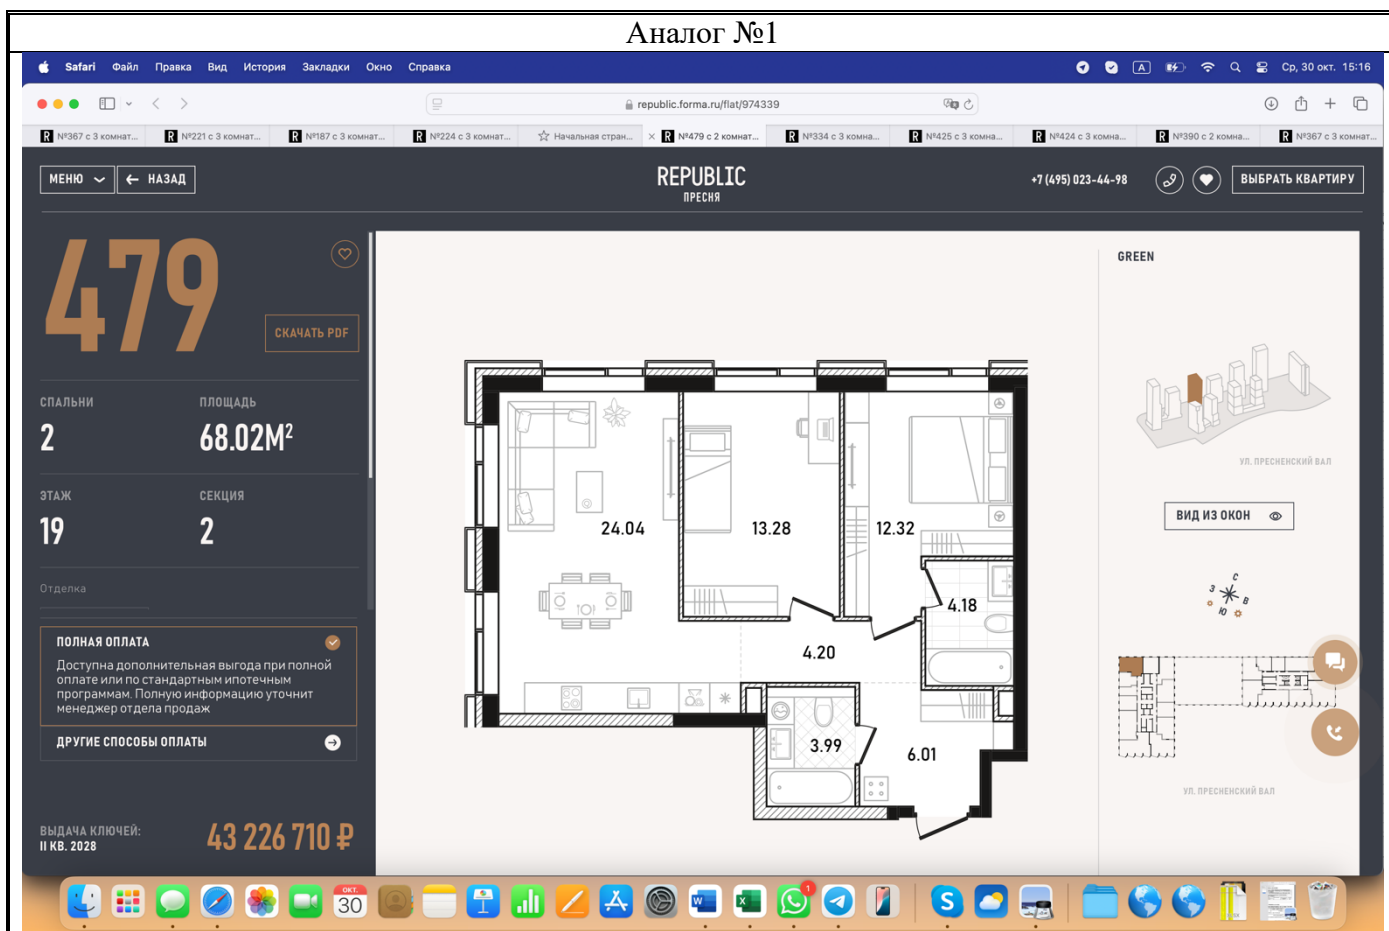 Аналог №1
Safari Файл Правка Вид История Закладки Окно Справка
A
Ср, 30 окт. 15:16
republic.forma.ru/flat/974339
№367 с 3 комнат...
№221 с 3 комнат...
№187 с 3 комнат...
№224 с 3 комнат...
Начальная стран...
№479 с 2 комнат...
№334 с 3 комна...
№425 с 3 комна...
№424 с 3 комна...
№390 с 2 комна...
№367 с 3 комнат...
МЕНЮ
НАЗАД
REPUBLIC
ПРЕСНЯ
+7 (495) 023-44-98
ВЫБРАТЬ КВАРТИРУ
479
СКАЧАТЬ PDF
СПАЛЬНИ ПЛОЩАДЬ
2 68.02М²
ЭТАЖ СЕКЦИЯ
19 2
Отделка
ПОЛНАЯ ОПЛАТА
Доступна дополнительная выгода при полной
оплате или по стандартным ипотечным
программам. Полную информацию уточнит
менеджер отдела продаж
ДРУГИЕ СПОСОБЫ ОПЛАТЫ
ВЫДАЧА КЛЮЧЕЙ:
II КВ. 2028
43 226 710 ₽
24.04
13.28
12.32
4.18
4.20
3.99
6.01
GREEN
УЛ. ПРЕСНЕНСКИЙ ВАЛ
ВИД ИЗ ОКОН
С
З
В
Ю
УЛ. ПРЕСНЕНСКИЙ ВАЛ
ОКТ.
30
W
X
1
S